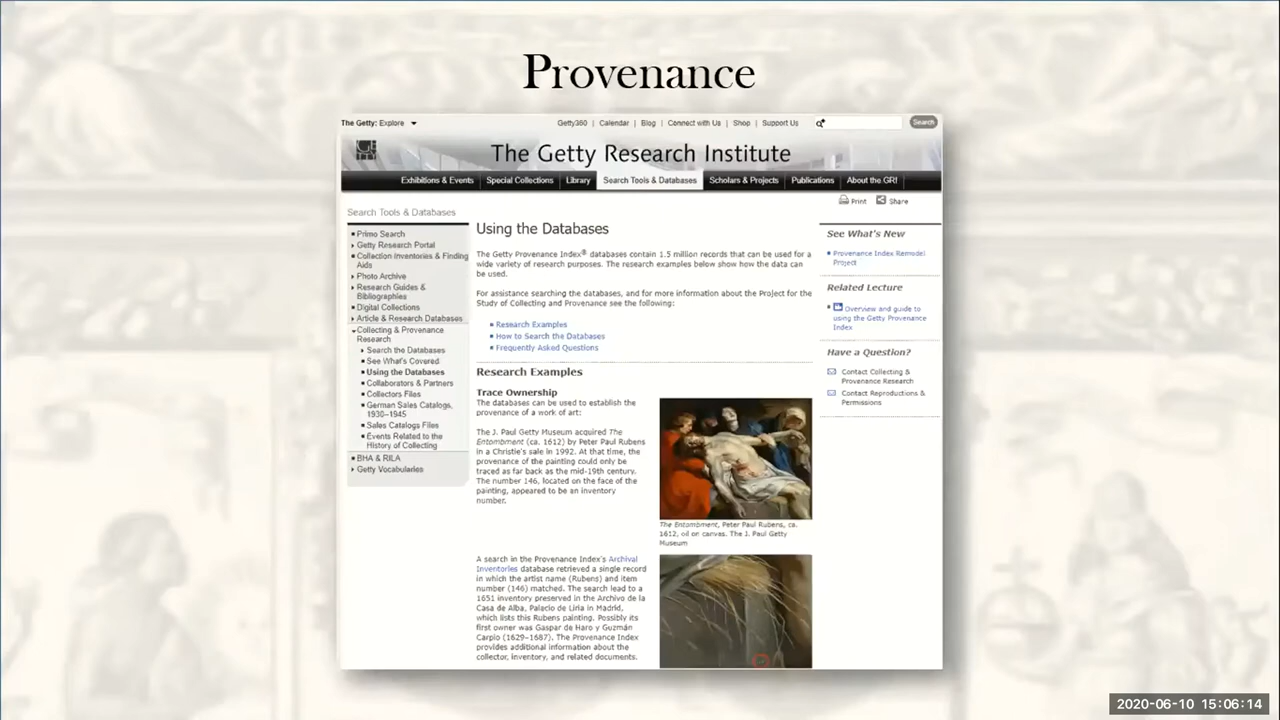 Provenance
The Getty: Explore
Getty360 | Calendar | Blog | Connect with Us | Shop | Support Us
Search
The Getty Research Institute
Exhibitions & Events | Special Collections | Library | Search Tools & Databases | Scholars & Projects | Publications | About the GRI
Print Share
Search Tools & Databases
Primo Search
Getty Research Portal
Collection Inventories & Finding
Aids
Photo Archive
Research Guides &
Bibliographies
Digital Collections
Article & Research Databases
Collecting & Provenance
Research
Search the Databases
See What's Covered
Using the Databases
Collaborators & Partners
Collectors Files
German Sales Catalogs,
1930–1945
Sales Catalogs Files
Events Related to the
History of Collecting
BHA & RILA
Getty Vocabularies
Using the Databases
The Getty Provenance Index® databases contain 1.5 million records that can be used for a
wide variety of research purposes. The research examples below show how the data can
be used.
For assistance searching the databases, and for more information about the Project for the
Study of Collecting and Provenance see the following:
Research Examples
How to Search the Databases
Frequently Asked Questions
Research Examples
Trace Ownership
The databases can be used to establish the
provenance of a work of art:
The J. Paul Getty Museum acquired The
Entombment (ca. 1612) by Peter Paul Rubens
in a Christie's sale in 1992. At that time, the
provenance of the painting could only be
traced as far back as the mid-19th century.
The number 146, located on the face of the
painting, appeared to be an inventory
number.
The Entombment, Peter Paul Rubens, ca.
1612, oil on canvas. The J. Paul Getty
Museum
A search in the Provenance Index's Archival
Inventories database retrieved a single record
in which the artist name (Rubens) and item
number (146) matched. The search lead to a
1651 inventory preserved in the Archivo de la
Casa de Alba, Palacio de Liria in Madrid,
which lists this Rubens painting. Possibly its
first owner was Gaspar de Haro y Guzmán
Carpio (1629–1687). The Provenance Index
provides additional information about the
collector, inventory, and related documents.
See What's New
Provenance Index Remodel
Project
Related Lecture
Overview and guide to
using the Getty Provenance
Index
Have a Question?
Contact Collecting &
Provenance Research
Contact Reproductions &
Permissions
2020-06-10 15:06:14